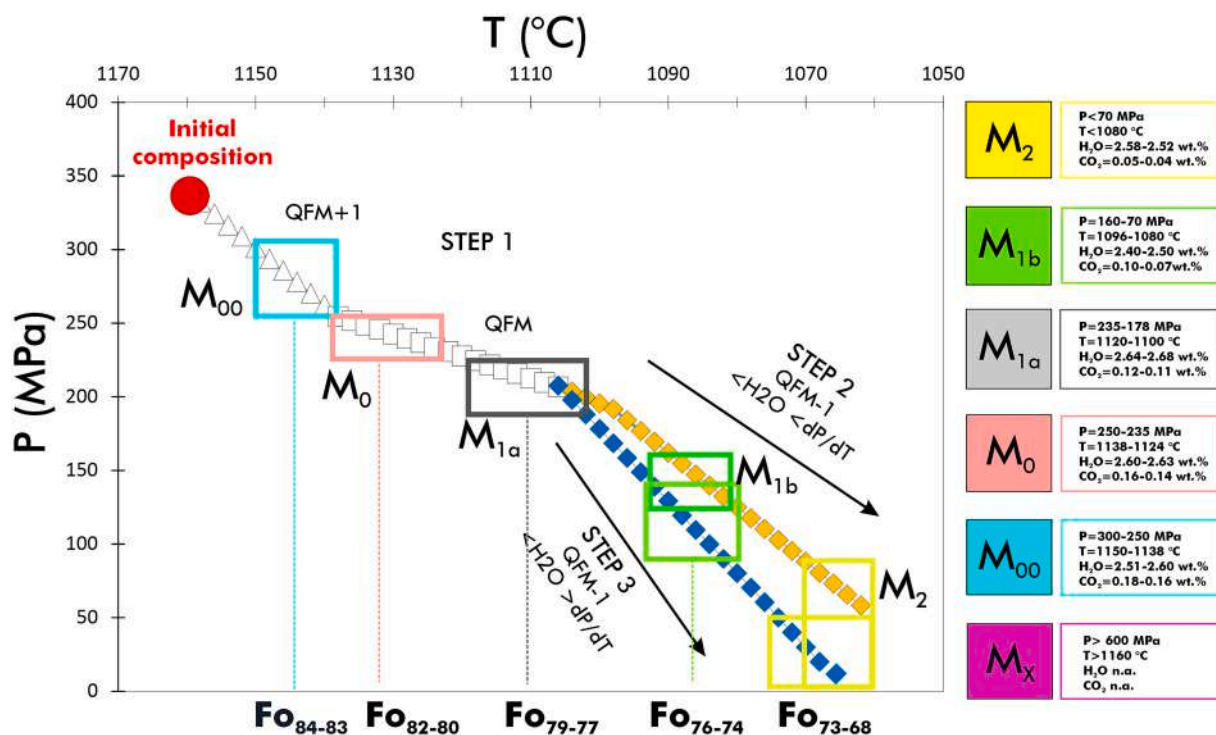 T (°C)
1170 1150 1130 1110 1090 1070 1050
P (MPa)
400
350
300
250
200
150
100
50
0
Initial
composition
QFM+1
STEP 1
M00
M0
QFM
M1a
STEP 2
QFM-1
<H2O <dP/dT
M1b
STEP 3
QFM-1
<H2O >dP/dT
M2
Fo84-83 Fo82-80 Fo79-77 Fo76-74 Fo73-68
M2
P<70 MPa
T<1080 °C
H2O=2.58-2.52 wt.%
CO2=0.05-0.04 wt.%
M1b
P=160-70 MPa
T=1096-1080 °C
H2O=2.40-2.50 wt.%
CO2=0.10-0.07wt.%
M1a
P=235-178 MPa
T=1120-1100 °C
H2O=2.64-2.68 wt.%
CO2=0.12-0.11 wt.%
M0
P=250-235 MPa
T=1138-1124 °C
H2O=2.60-2.63 wt.%
CO2=0.16-0.14 wt.%
M00
P=300-250 MPa
T=1150-1138 °C
H2O=2.51-2.60 wt.%
CO2=0.18-0.16 wt.%
MX
P> 600 MPa
T>1160 °C
H2O n.a.
CO2 n.a.